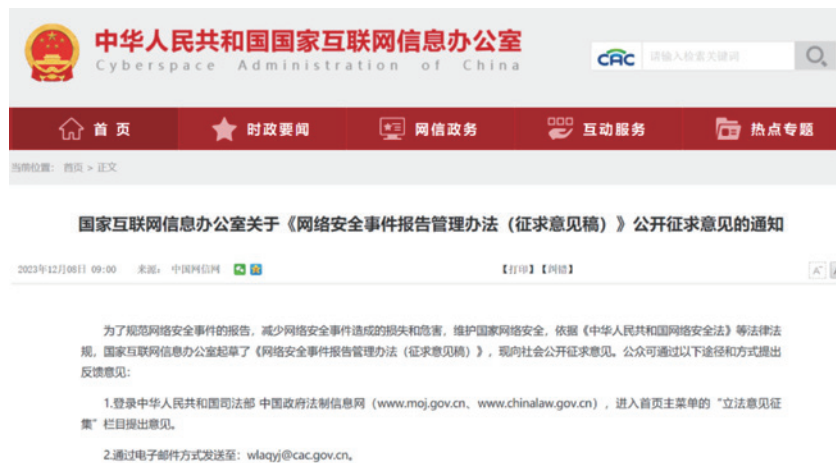 中华人民共和国国家互联网信息办公室
Cyberspace Administration of China
CAC
请输入检索关键词
首页
时政要闻
网信政务
互动服务
热点专题
当前位置： 首页 > 正文
国家互联网信息办公室关于《网络安全事件报告管理办法（征求意见稿）》公开征求意见的通知
2023年12月08日 09:00 来源： 中国网信网 【打印】【纠错】
为了规范网络安全事件的报告，减少网络安全事件造成的损失和危害，维护国家网络安全，依据《中华人民共和国网络安全法》等法律法
规，国家互联网信息办公室起草了《网络安全事件报告管理办法（征求意见稿）》，现向社会公开征求意见。公众可通过以下途径和方式提出
反馈意见：
1.登录中华人民共和国司法部 中国政府法制信息网（www.moj.gov.cn、www.chinalaw.gov.cn），进入首页主菜单的“立法意见征
集”栏目提出意见。
2.通过电子邮件方式发送至：wlaqyj@cac.gov.cn。